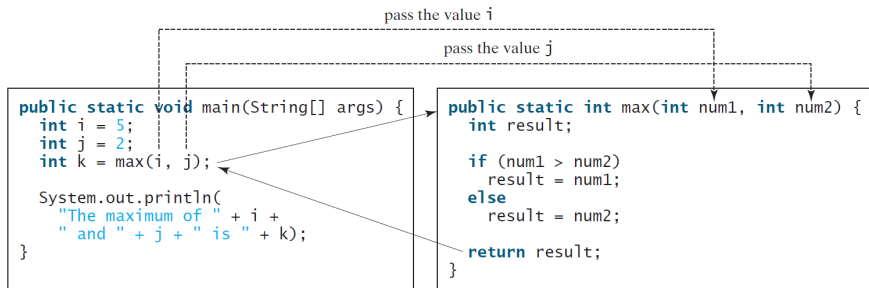 pass the value i
pass the value j
public static void main(String[] args) {
int i = 5;
int j = 2;
int k = max(i, j);
System.out.println(
"The maximum of " + i +
" and " + j + " is " + k);
}
public static int max(int num1, int num2) {
int result;
if (num1 > num2)
result = num1;
else
result = num2;
return result;
}